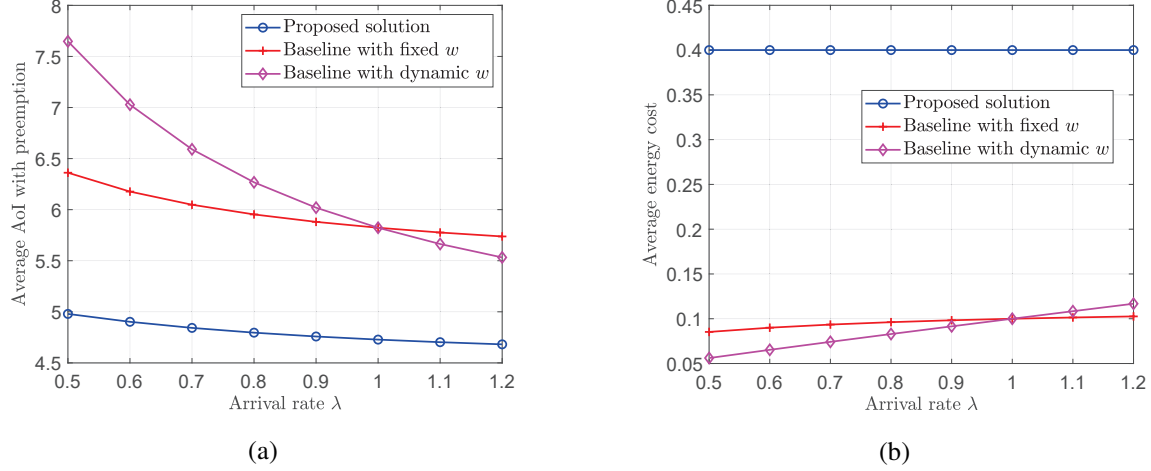 8
7.5
7
6.5
6
5.5
5
4.5
0.5 0.6 0.7 0.8 0.9 1 1.1 1.2
Average AoI with preemption
Arrival rate λ
Proposed solution
Baseline with fixed w
Baseline with dynamic w
(a)
0.45
0.4
0.35
0.3
0.25
0.2
0.15
0.1
0.05
0.5 0.6 0.7 0.8 0.9 1 1.1 1.2
Average energy cost
Arrival rate λ
Proposed solution
Baseline with fixed w
Baseline with dynamic w
(b)